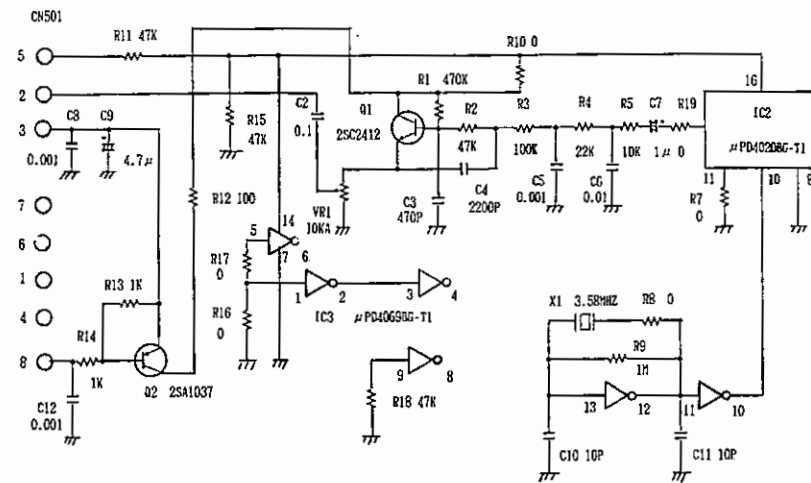 CN501
5
2
3
7
6
1
4
8
R11 47K
R15
47K
C8
0.001
C9
4.7μ
R12 100
R13 1K
R14
1K
C12
0.001
Q2 2SA1037
C2
0.1
VR1
10KA
Q1
2SC2412
R1 470K
R10 0
R2
47K
C3
470P
C4
2200P
R3
100K
C5
0.001
R4
22K
C6
0.01
R5
10K
C7
1μ
R19
0
16
IC2
μPD4020BG-T1
11
10
8
R7
0
5
14
7
6
R17
0
R16
0
1
2
3
4
IC3 μPD4069BG-T1
9
8
R18 47K
X1 3.58MHZ
R8 0
R9
1M
13
12
11
10
C10 10P
C11 10P